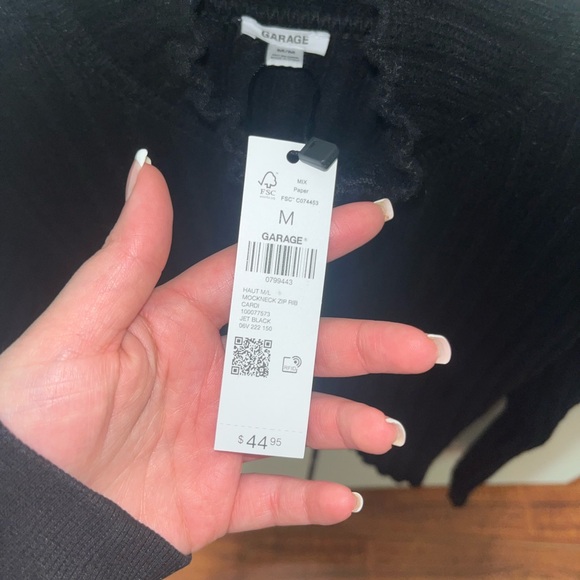 GARAGE
MIX
Paper
FSC
FSC® C074455
M
GARAGE®
0799443
HAUT M/L
MOCKNECK ZIP RIB
CARDI
100077573
JET BLACK
06V 222 150
RFID
$44.95